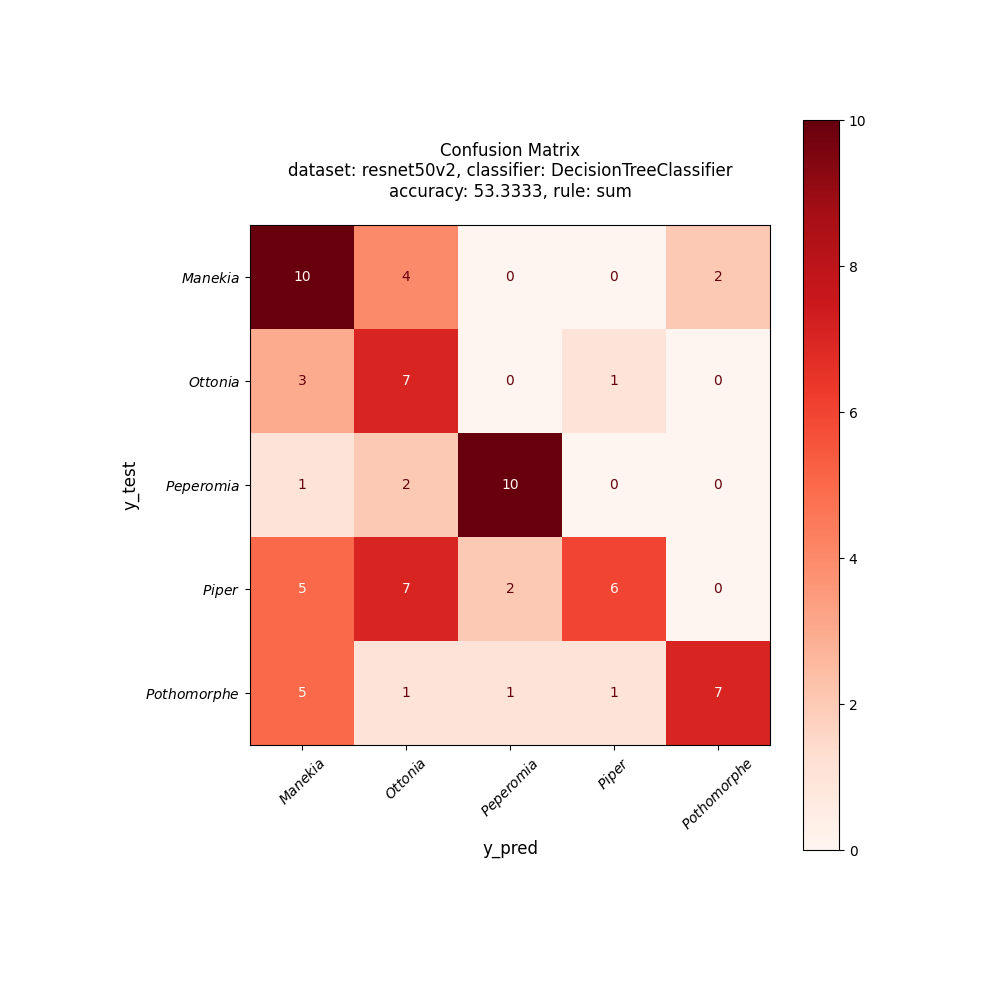 Confusion Matrix
dataset: resnet50v2, classifier: DecisionTreeClassifier
accuracy: 53.3333, rule: sum
y_test
Manekia 10 4 0 0 2
Ottonia 3 7 0 1 0
Peperomia 1 2 10 0 0
Piper 5 7 2 6 0
Pothomorphe 5 1 1 1 7
Manekia Ottonia Peperomia Piper Pothomorphe
y_pred
10
8
6
4
2
0